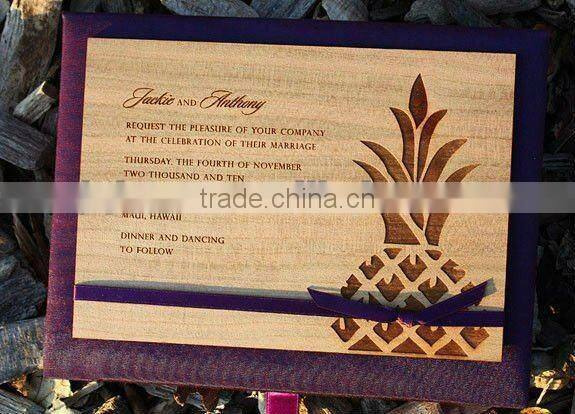 Jackie AND Anthony
REQUEST THE PLEASURE OF YOUR COMPANY
AT THE CELEBRATION OF THEIR MARRIAGE
THURSDAY, THE FOURTH OF NOVEMBER
TWO THOUSAND AND TEN
trade.china.cn
MAUI, HAWAII
DINNER AND DANCING
TO FOLLOW